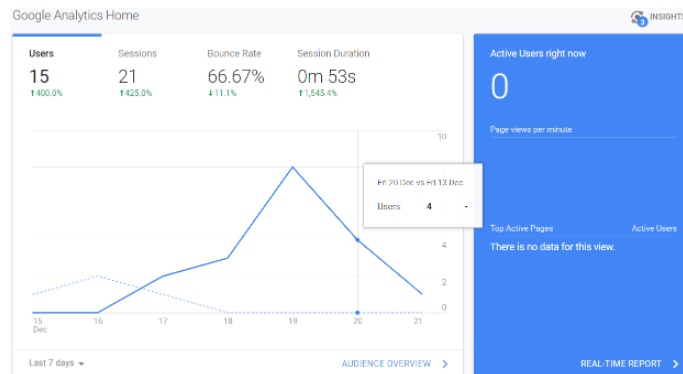 Google Analytics Home
3
INSIGHTS
Users
Sessions
Bounce Rate
Session Duration
15
21
66.67%
0m 53s
↑400.0%
↑425.0%
↓11.1%
↑1,545.4%
10
4
2
0
Fri 20 Dec vs Fri 13 Dec
Users 4 -
15
Dec
16
17
18
19
20
21
Last 7 days
AUDIENCE OVERVIEW >
Active Users right now
0
Page views per minute
Top Active Pages
Active Users
There is no data for this view.
REAL-TIME REPORT >